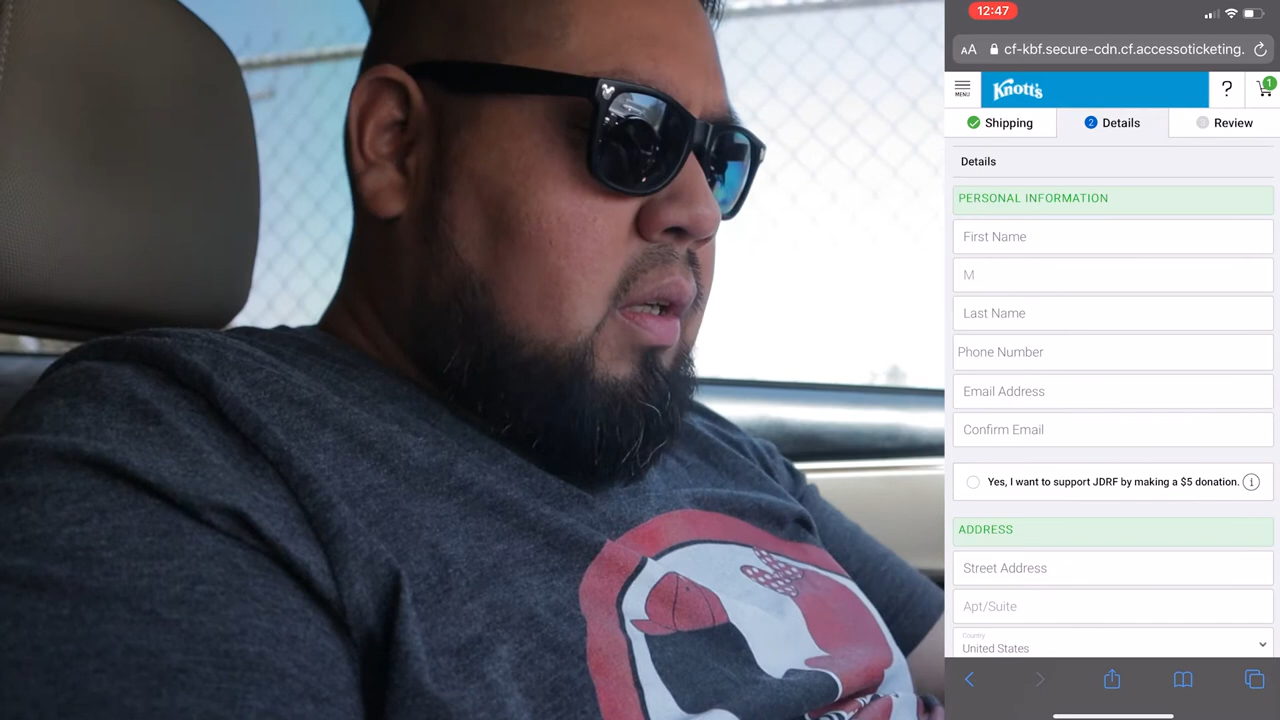 12:47
AA cf-kbf.secure-cdn.cf.accessoticketing.
MENU Knott's ? 1
Shipping 2 Details 3 Review
Details
PERSONAL INFORMATION
First Name
M
Last Name
Phone Number
Email Address
Confirm Email
Yes, I want to support JDRF by making a $5 donation. i
ADDRESS
Street Address
Apt/Suite
Country
United States